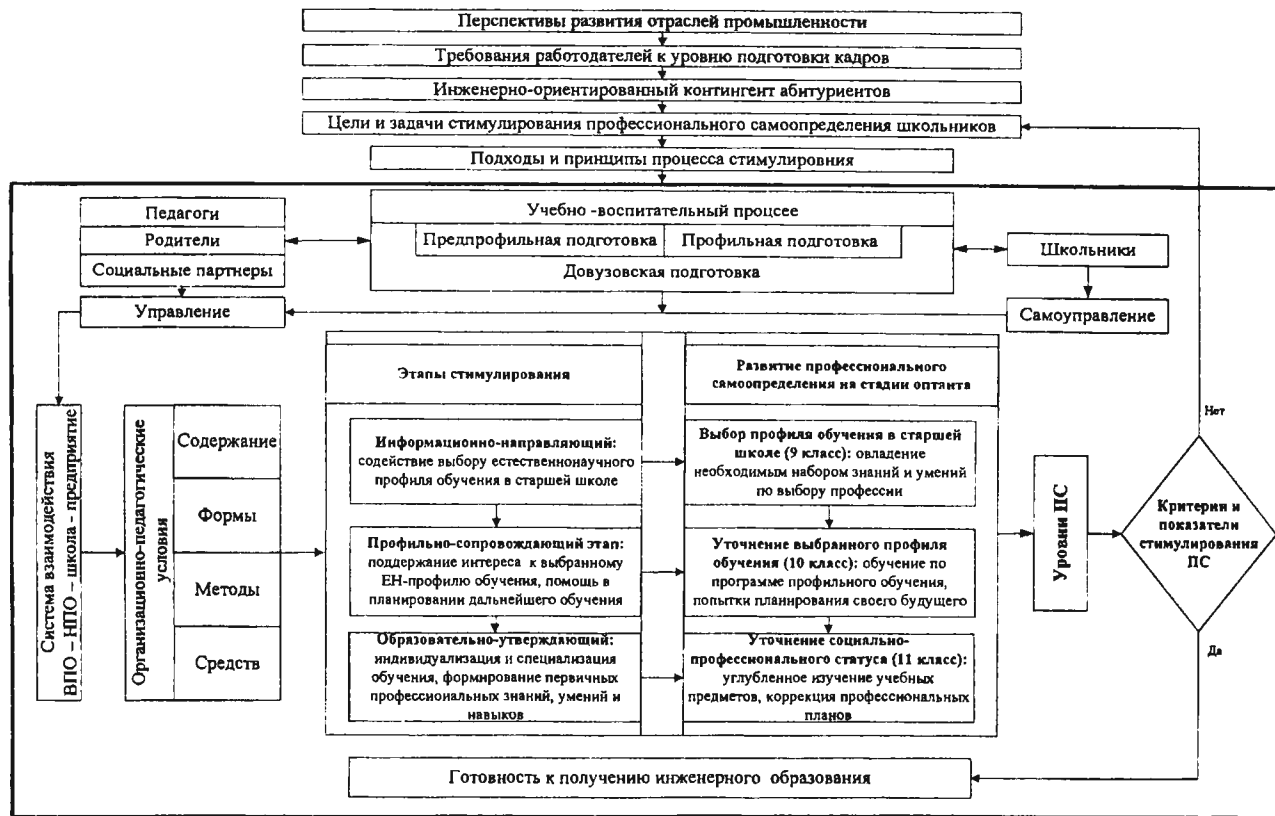 Перспективы развития отраслей промышленности
Требования работодателей к уровню подготовки кадров
Инженерно-ориентированный контингент абитуриентов
Цели и задачи стимулирования профессионального самоопределения школьников
Подходы и принципы процесса стимулировния
Педагоги
Родители
Социальные партнеры
Управление
Учебно -воспитательный процсее
Предпрофильная подготовка
Профильная подготовка
Довузовская подготовка
Школьники
Самоуправление
Система взаимодействия
ВПО – НПО – школа - предприятие
Организационно-педагогические
условия
Содержание
Формы
Методы
Средств
Этапы стимулирования
Информационно-направляющий:
содействие выбору естественнонаучного
профиля обучения в старшей школе
Профильно-сопровождающий этап:
поддержание интереса к выбранному
ЕН-профилю обучения, помощь в
планировании дальнейшего обучения
Образовательно-утверждающий:
индивидуализация и специализация
обучения, формирование первичных
профессиональных знаний, умений и
навыков
Развитие профессионального
самоопределения на стадии оптанта
Выбор профиля обучения в старшей
школе (9 класс): овладение
необходимым набором знаний и умений
по выбору профессии
Уточнение выбранного профиля
обучения (10 класс): обучение по
программе профильного обучения,
попытки планирования своего будущего
Уточнение социально-
профессионального статуса (11 класс):
углубленное изучение учебных
предметов, коррекция профессиональных
планов
Уровни ПС
Нет
Критерии и
показатели
стимулирования
ПС
Да
Готовность к получению инженерного образования